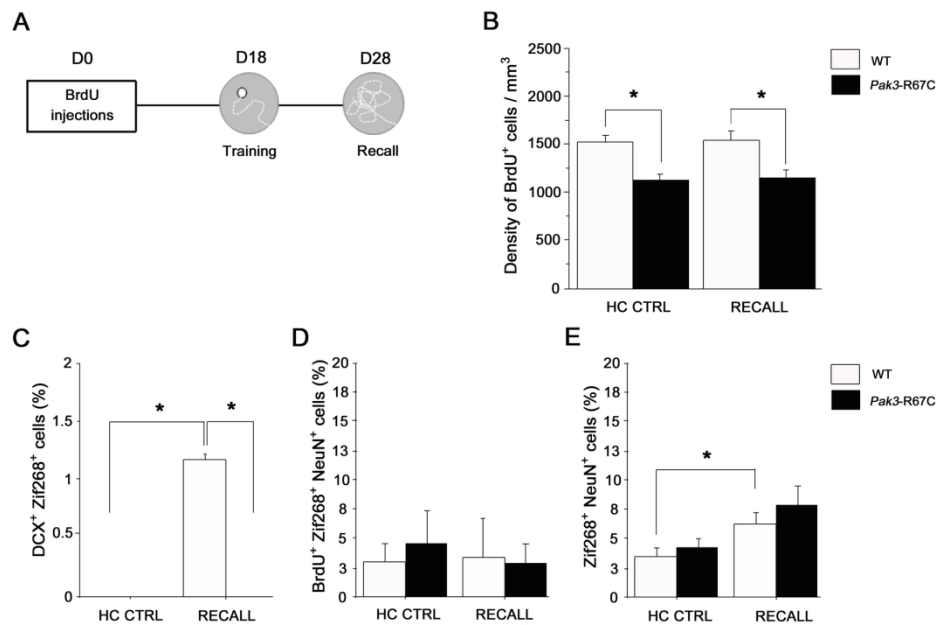 A
D0
D18
D28
BrdU
injections
Training
Recall
B
Density of BrdU⁺ cells / mm³
2500
2000
1500
1000
500
0
*
*
HC CTRL
RECALL
WT
Pak3-R67C
C
DCX⁺ Zif268⁺ cells (%)
2
1.5
1
0.5
0
*
*
HC CTRL
RECALL
D
BrdU⁺ Zif268⁺ NeuN⁺ cells (%)
20
18
15
13
10
8
5
3
0
HC CTRL
RECALL
E
Zif268⁺ NeuN⁺ cells (%)
20
18
15
13
10
8
5
3
0
*
HC CTRL
RECALL
WT
Pak3-R67C